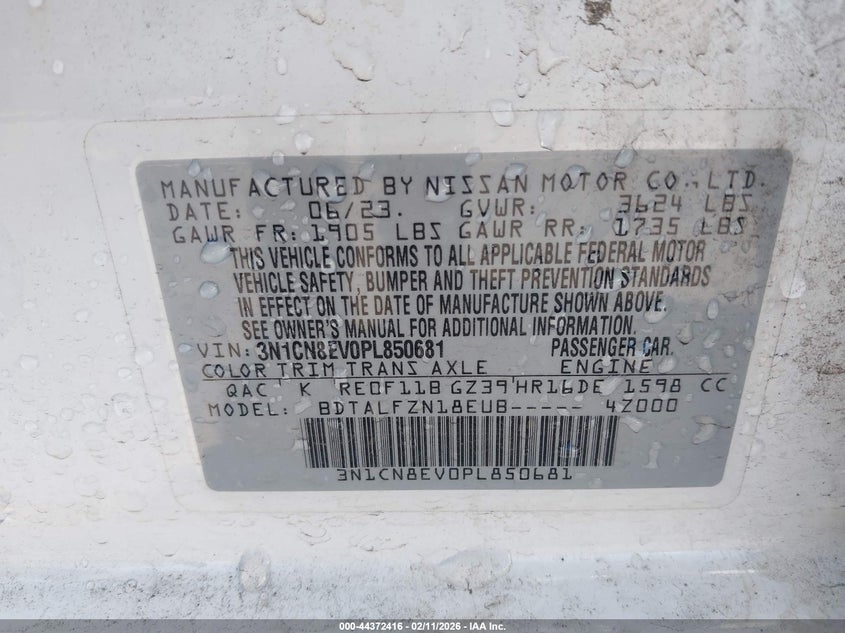 MANUFACTURED BY NISSAN MOTOR CO., LTD.
DATE: 06/23. GVWR: 3624 LBS
GAWR FR: 1905 LBS GAWR RR: 1735 LBS
THIS VEHICLE CONFORMS TO ALL APPLICABLE FEDERAL MOTOR
VEHICLE SAFETY, BUMPER AND THEFT PREVENTION STANDARDS
IN EFFECT ON THE DATE OF MANUFACTURE SHOWN ABOVE.
SEE OWNER'S MANUAL FOR ADDITIONAL INFORMATION.
VIN: 3N1CN8EV0PL850681 PASSENGER CAR.
COLOR TRIM TRANS AXLE ENGINE
QAC K RE0F11B GZ39 HR16DE 1598 CC
MODEL: BDTALFZN18EUB----- 4Z000
3N1CN8EV0PL850681
000-44372416 - 02/11/2026 - IAA Inc.